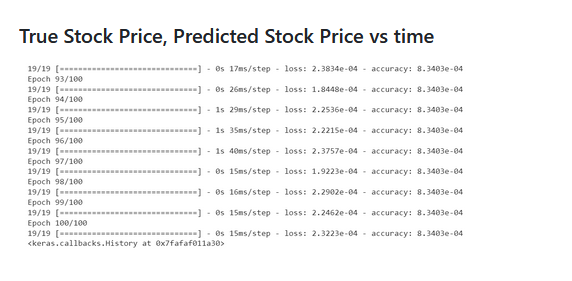 True Stock Price, Predicted Stock Price vs time
19/19 [==============================] - 0s 17ms/step - loss: 2.3834e-04 - accuracy: 8.3403e-04
Epoch 93/100
19/19 [==============================] - 0s 26ms/step - loss: 1.8448e-04 - accuracy: 8.3403e-04
Epoch 94/100
19/19 [==============================] - 1s 29ms/step - loss: 2.2536e-04 - accuracy: 8.3403e-04
Epoch 95/100
19/19 [==============================] - 1s 35ms/step - loss: 2.2215e-04 - accuracy: 8.3403e-04
Epoch 96/100
19/19 [==============================] - 1s 40ms/step - loss: 2.3757e-04 - accuracy: 8.3403e-04
Epoch 97/100
19/19 [==============================] - 0s 15ms/step - loss: 1.9223e-04 - accuracy: 8.3403e-04
Epoch 98/100
19/19 [==============================] - 0s 16ms/step - loss: 2.2902e-04 - accuracy: 8.3403e-04
Epoch 99/100
19/19 [==============================] - 0s 15ms/step - loss: 2.2462e-04 - accuracy: 8.3403e-04
Epoch 100/100
19/19 [==============================] - 0s 15ms/step - loss: 2.3223e-04 - accuracy: 8.3403e-04
<keras.callbacks.History at 0x7fafaf011a30>